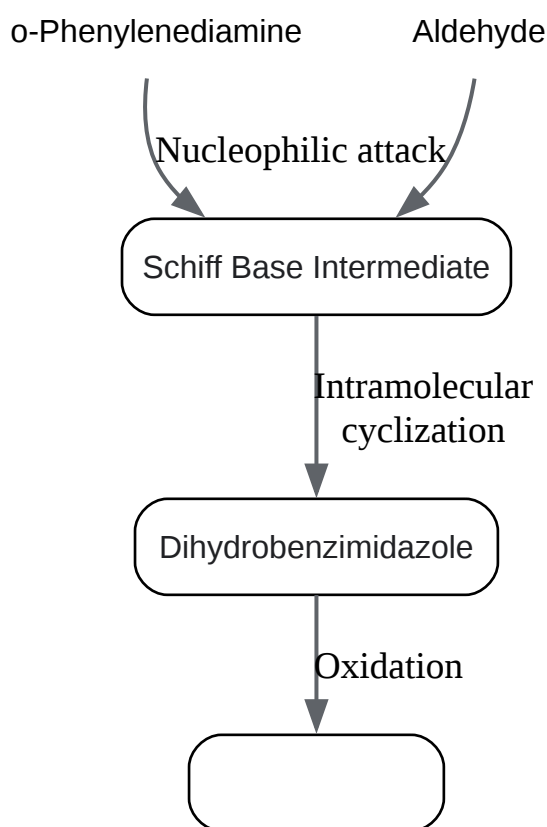 o-Phenylenediamine
Aldehyde
Nucleophilic attack
Schiff Base Intermediate
Intramolecular
cyclization
Dihydrobenzimidazole
Oxidation